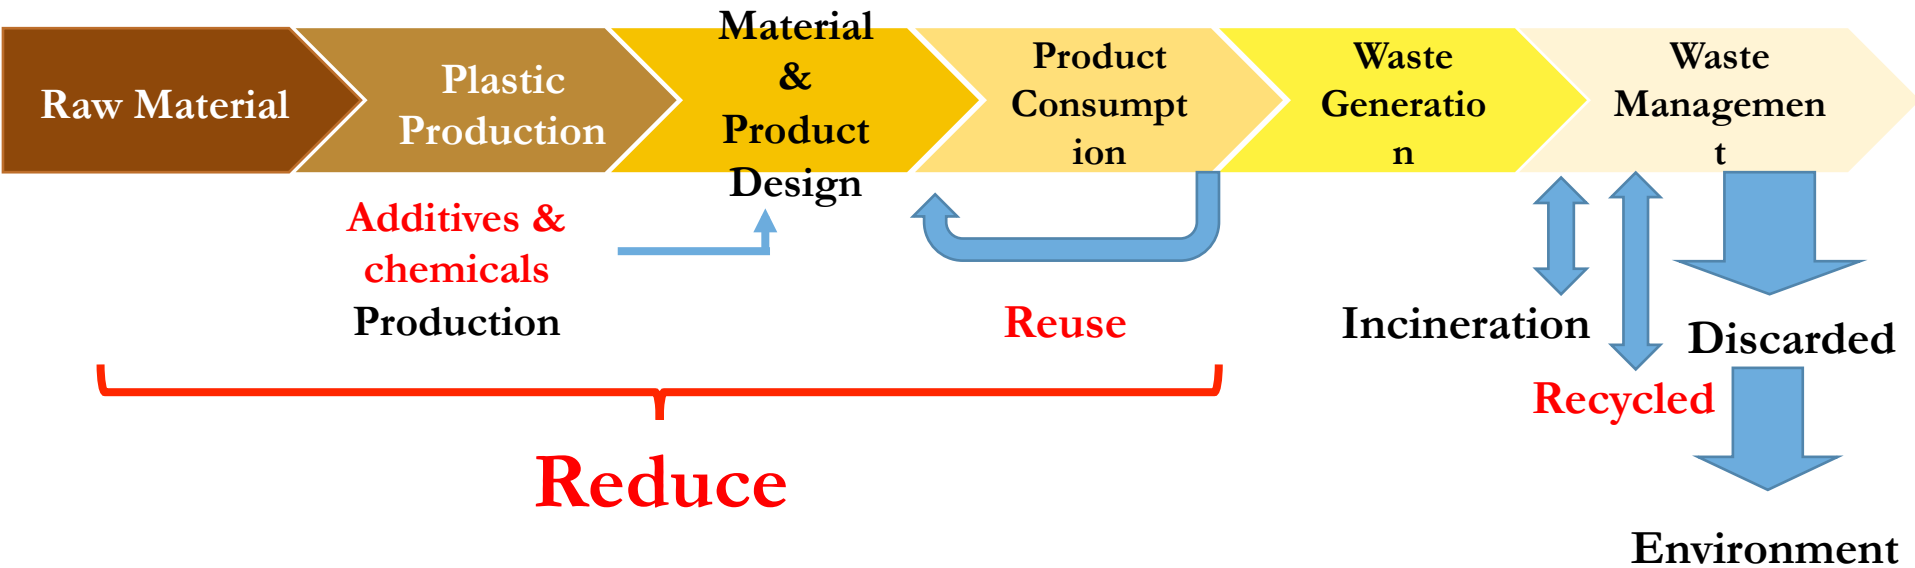 Raw Material
Plastic
Production
Material
&
Product
Design
Product
Consumpt
ion
Waste
Generatio
n
Waste
Managemen
t
Additives &
chemicals
Production
Reuse
Incineration
Discarded
Recycled
Reduce
Environment